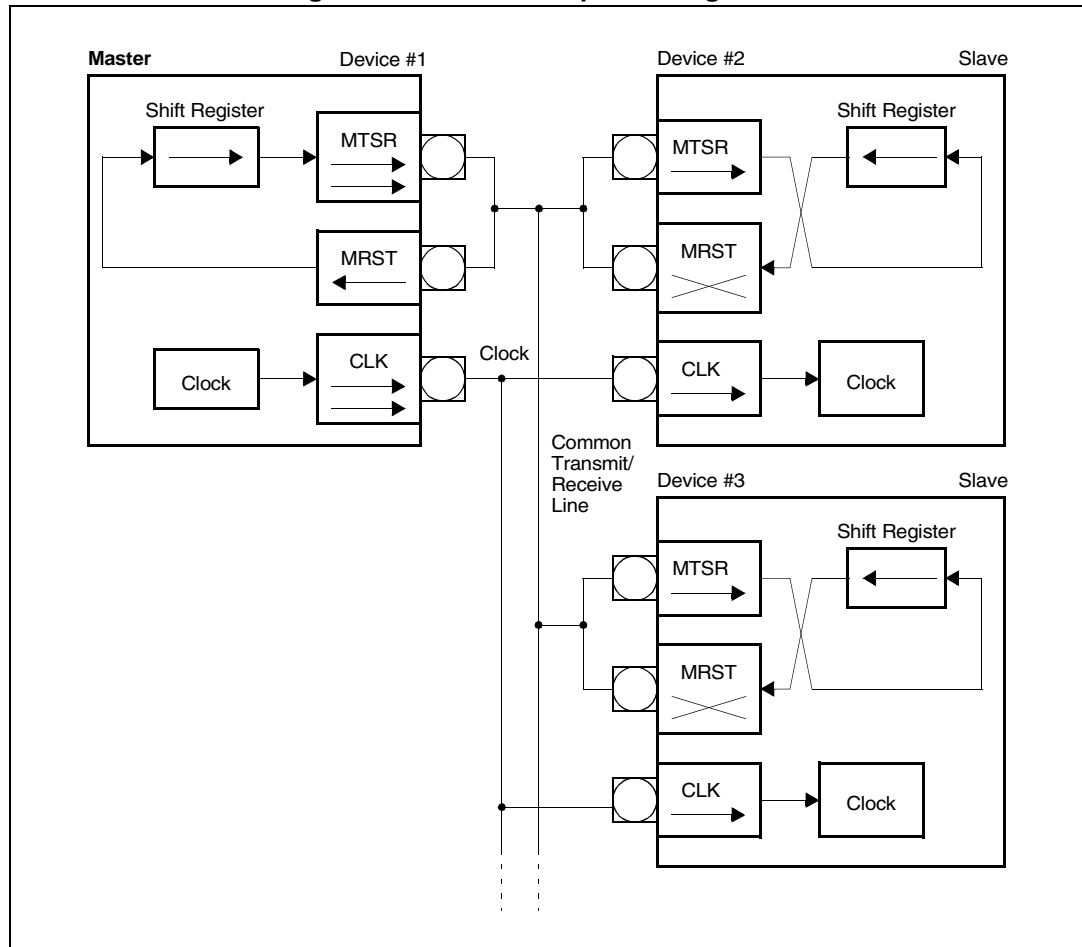 Master Device #1
Shift Register
MTSR
MRST
Clock
CLK
Clock
Common
Transmit/
Receive
Line
Device #2 Slave
MTSR
Shift Register
MRST
CLK
Clock
Device #3 Slave
MTSR
Shift Register
MRST
CLK
Clock